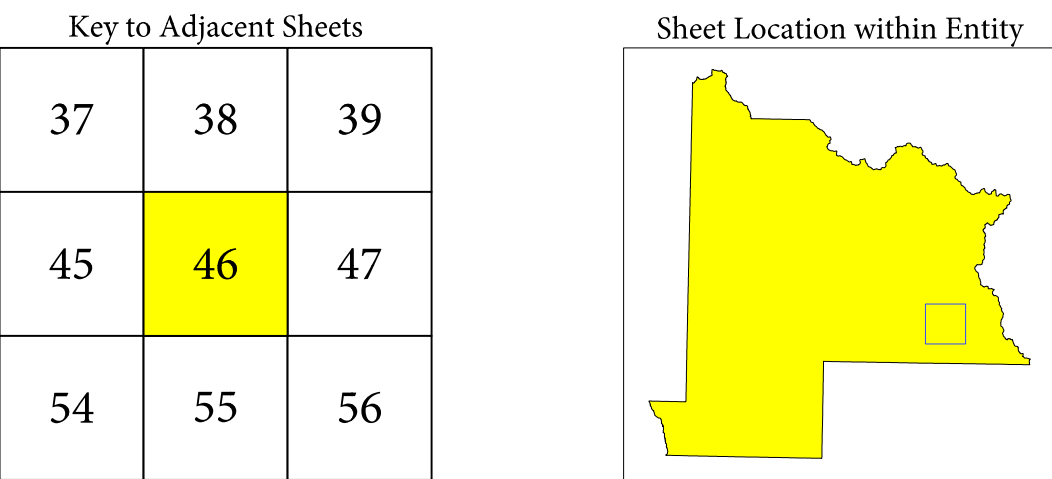 Key to Adjacent Sheets
37 38 39
45 46 47
54 55 56
Sheet Location within Entity